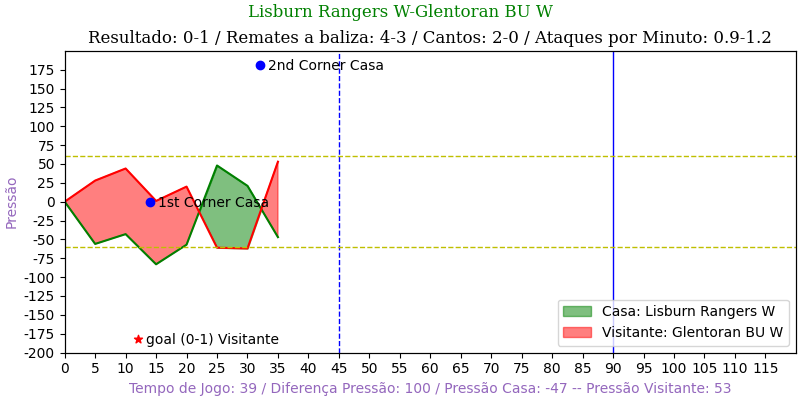 Lisburn Rangers W-Glentoran BU W
Resultado: 0-1 / Remates a baliza: 4-3 / Cantos: 2-0 / Ataques por Minuto: 0.9-1.2
Pressão
175
150
125
100
75
50
25
0
-25
-50
-75
-100
-125
-150
-175
-200
2nd Corner Casa
1st Corner Casa
goal (0-1) Visitante
Casa: Lisburn Rangers W
Visitante: Glentoran BU W
0 5 10 15 20 25 30 35 40 45 50 55 60 65 70 75 80 85 90 95 100 105 110 115
Tempo de Jogo: 39 / Diferença Pressão: 100 / Pressão Casa: -47 -- Pressão Visitante: 53